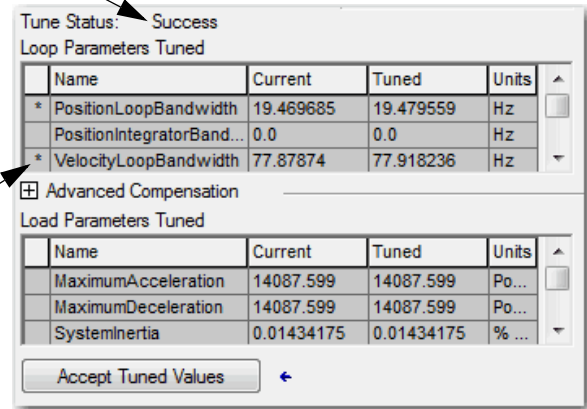 Tune Status: Success
Loop Parameters Tuned
Name Current Tuned Units
* PositionLoopBandwidth 19.469685 19.479559 Hz
PositionIntegratorBand... 0.0 0.0 Hz
* VelocityLoopBandwidth 77.87874 77.918236 Hz
Advanced Compensation
Load Parameters Tuned
Name Current Tuned Units
MaximumAcceleration 14087.599 14087.599 Po...
MaximumDeceleration 14087.599 14087.599 Po...
SystemInertia 0.01434175 0.01434175 % ...
Accept Tuned Values